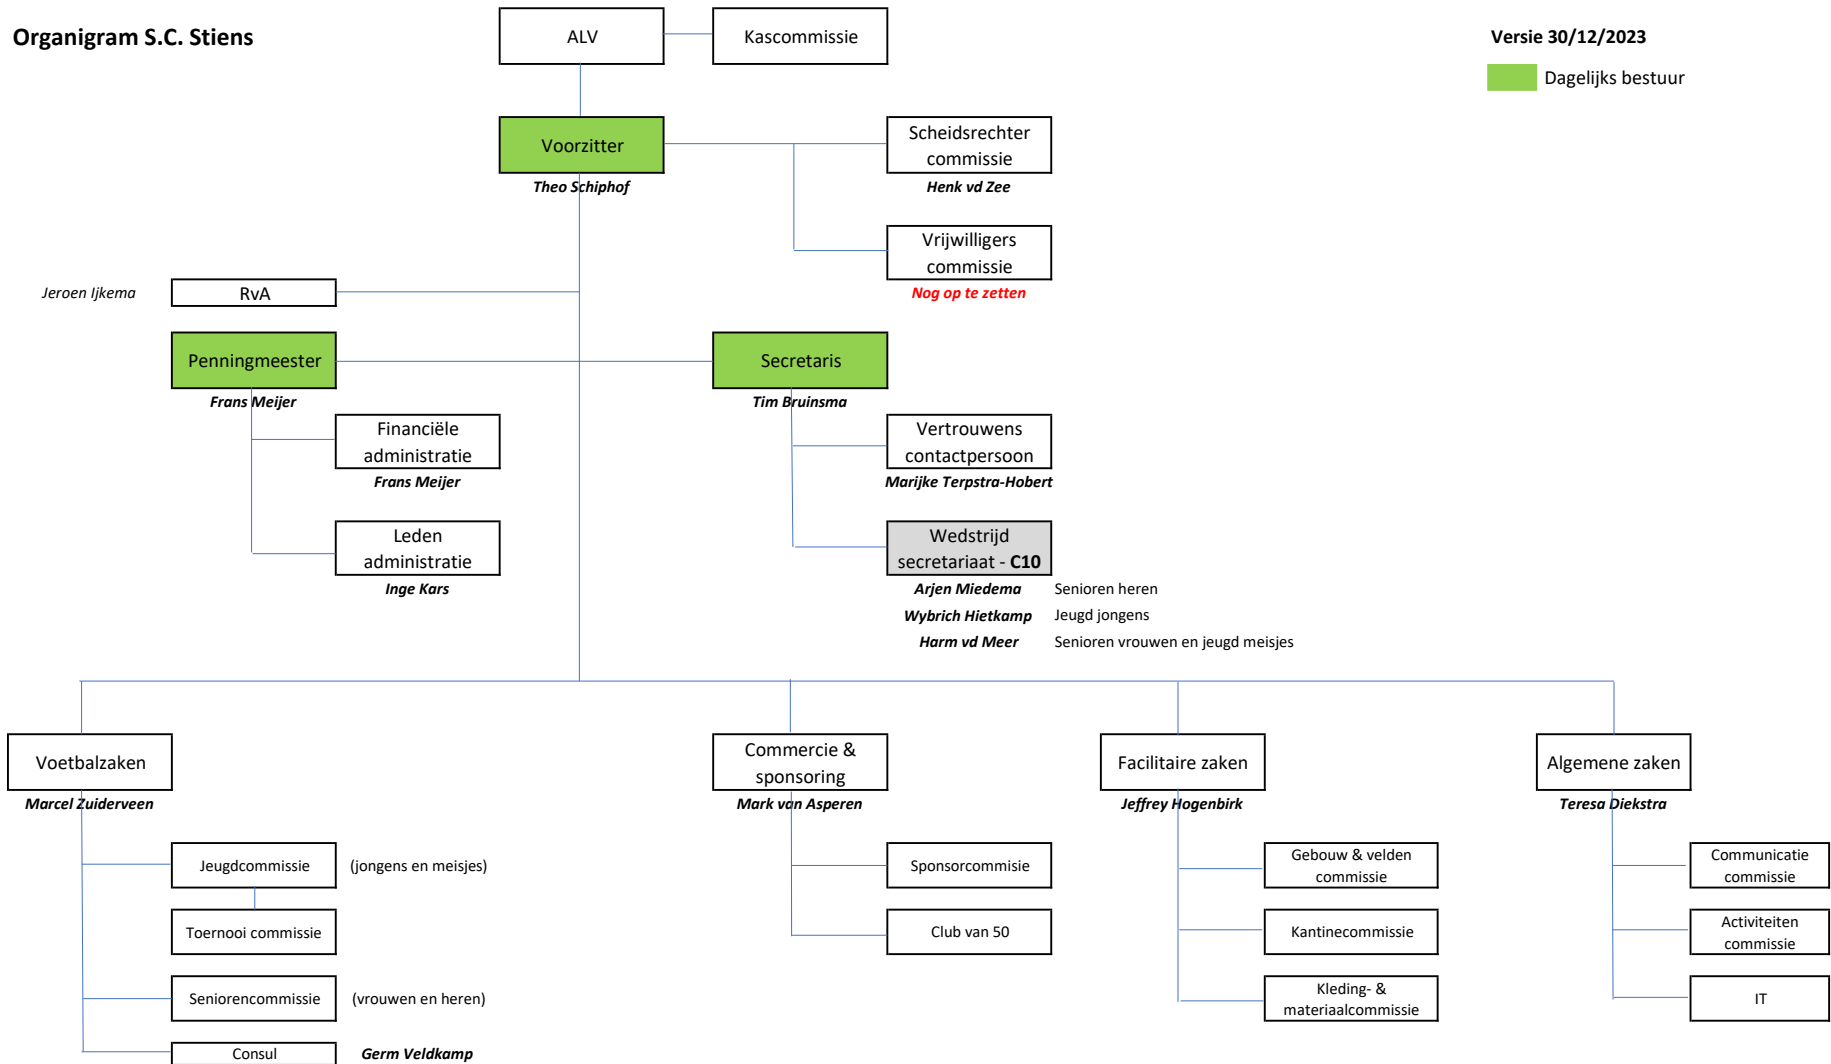 Organigram S.C. Stiens
ALV
Kascommissie
Versie 30/12/2023
Dagelijks bestuur
Voorzitter
Theo Schiphof
Scheidsrechter
commissie
Henk vd Zee
Vrijwilligers
commissie
Nog op te zetten
Jeroen Ijkema
RvA
Penningmeester
Frans Meijer
Secretaris
Tim Bruinsma
Financiële
administratie
Frans Meijer
Vertrouwens
contactpersoon
Marijke Terpstra-Hobert
Leden
administratie
Inge Kars
Wedstrijd
secretariaat - C10
Arjen Miedema Senioren heren
Wybrich Hietkamp Jeugd jongens
Harm vd Meer Senioren vrouwen en jeugd meisjes
Voetbalzaken
Marcel Zuiderveen
Commercie &
sponsoring
Mark van Asperen
Facilitaire zaken
Jeffrey Hogenbirk
Algemene zaken
Teresa Diekstra
Jeugdcommissie (jongens en meisjes)
Toernooi commissie
Seniorencommissie (vrouwen en heren)
Consul Germ Veldkamp
Sponsorcommisie
Club van 50
Gebouw & velden
commissie
Kantinecommissie
Kleding- &
materiaalcommissie
Communicatie
commissie
Activiteiten
commissie
IT